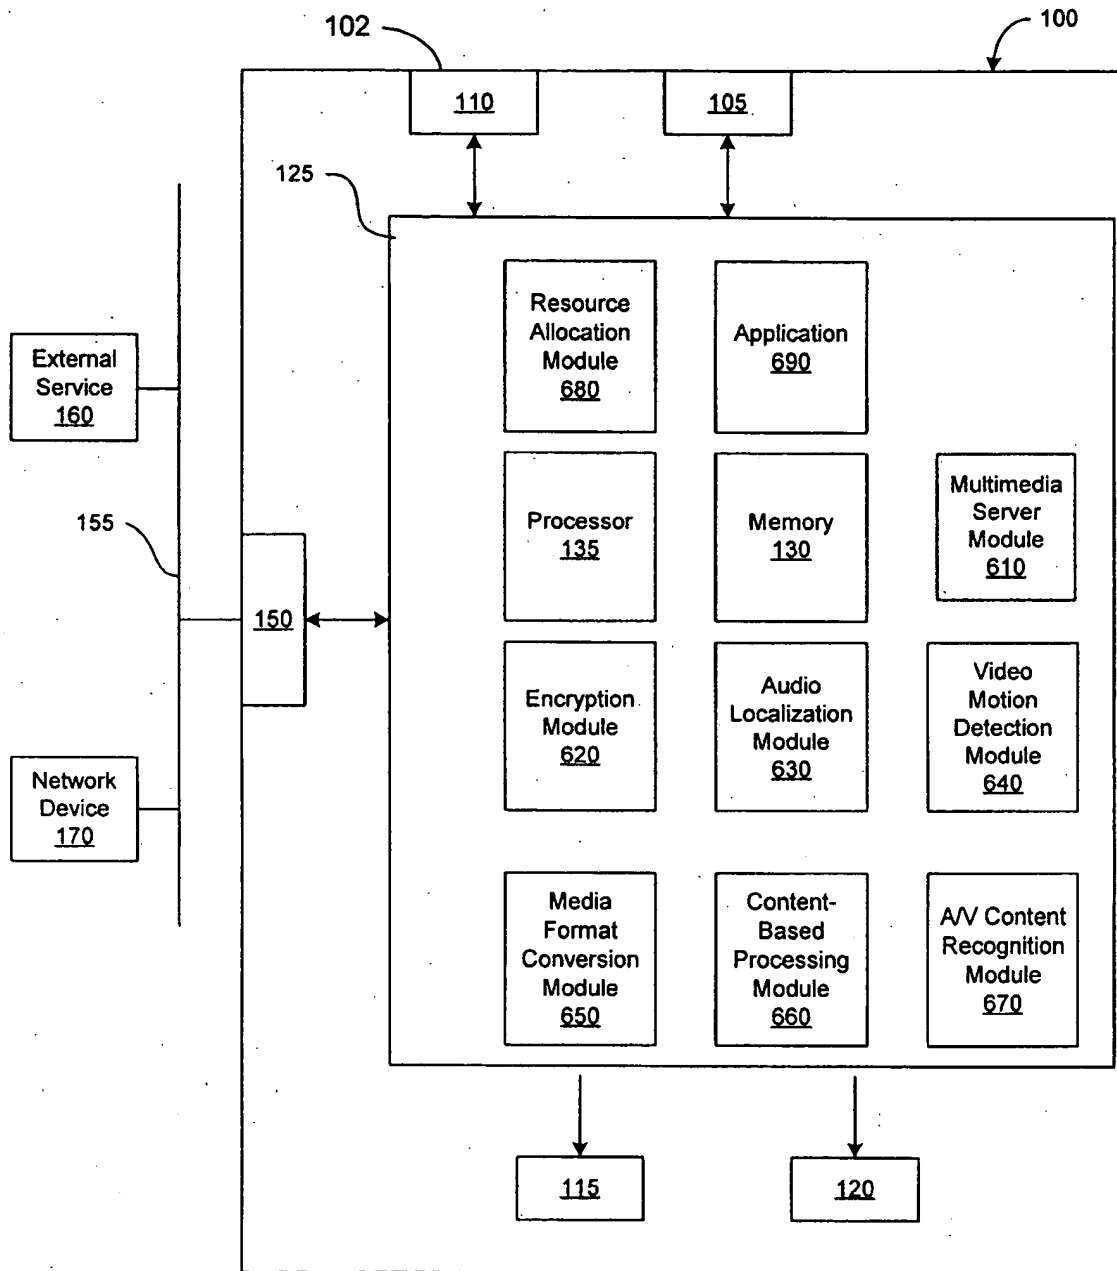 102
100
110
105
125
Resource
Allocation
Module
680
Application
690
External
Service
160
Processor
135
Memory
130
Multimedia
Server
Module
610
155
150
Encryption
Module
620
Audio
Localization
Module
630
Video
Motion
Detection
Module
640
Network
Device
170
Media
Format
Conversion
Module
650
Content-
Based
Processing
Module
660
A/V Content
Recognition
Module
670
115
120